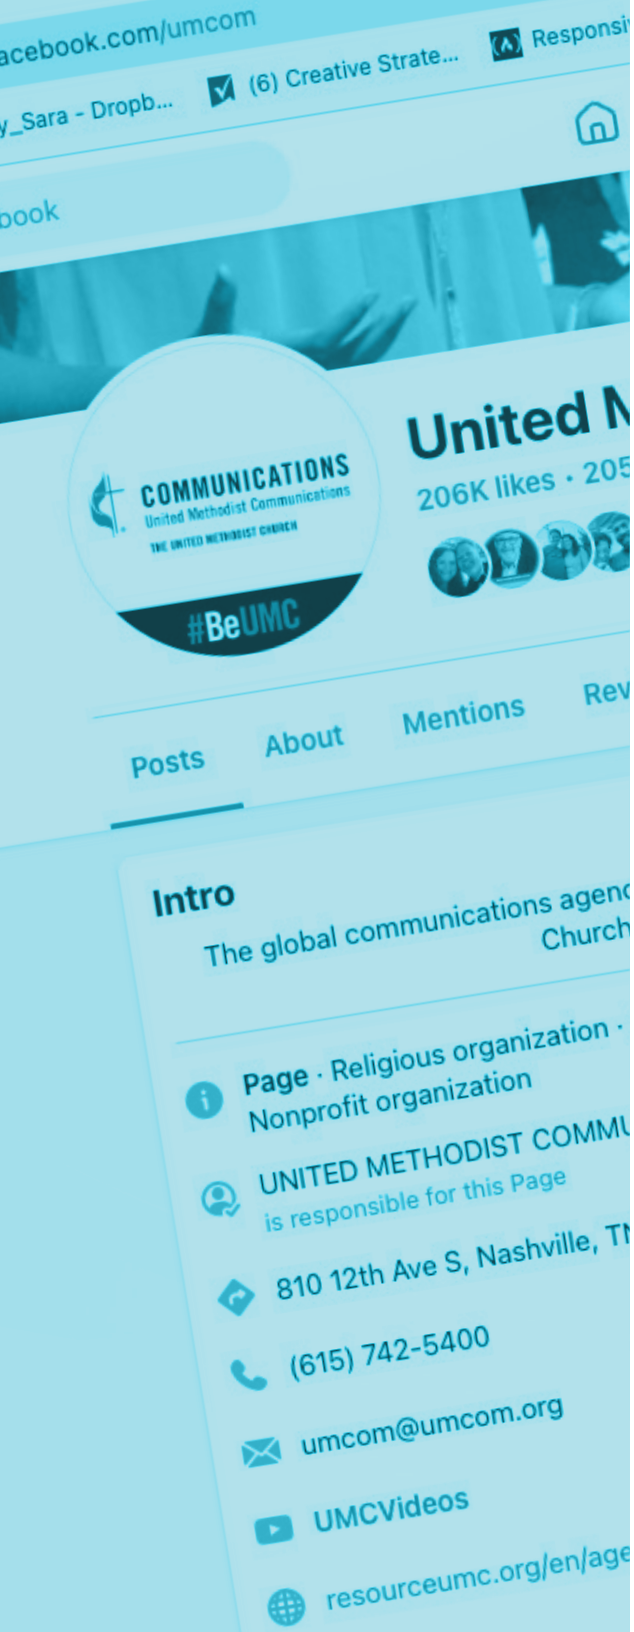 acebook.com/umcom
y_Sara - Dropb...
(6) Creative Strate...
Responsi
book
COMMUNICATIONS
United Methodist Communications
THE UNITED METHODIST CHURCH
#BeUMC
United M
206K likes · 205
Posts
About
Mentions
Rev
Intro
The global communications agenc
Church
Page · Religious organization ·
Nonprofit organization
UNITED METHODIST COMMU
is responsible for this Page
810 12th Ave S, Nashville, TN
(615) 742-5400
umcom@umcom.org
UMCVideos
resourceumc.org/en/age